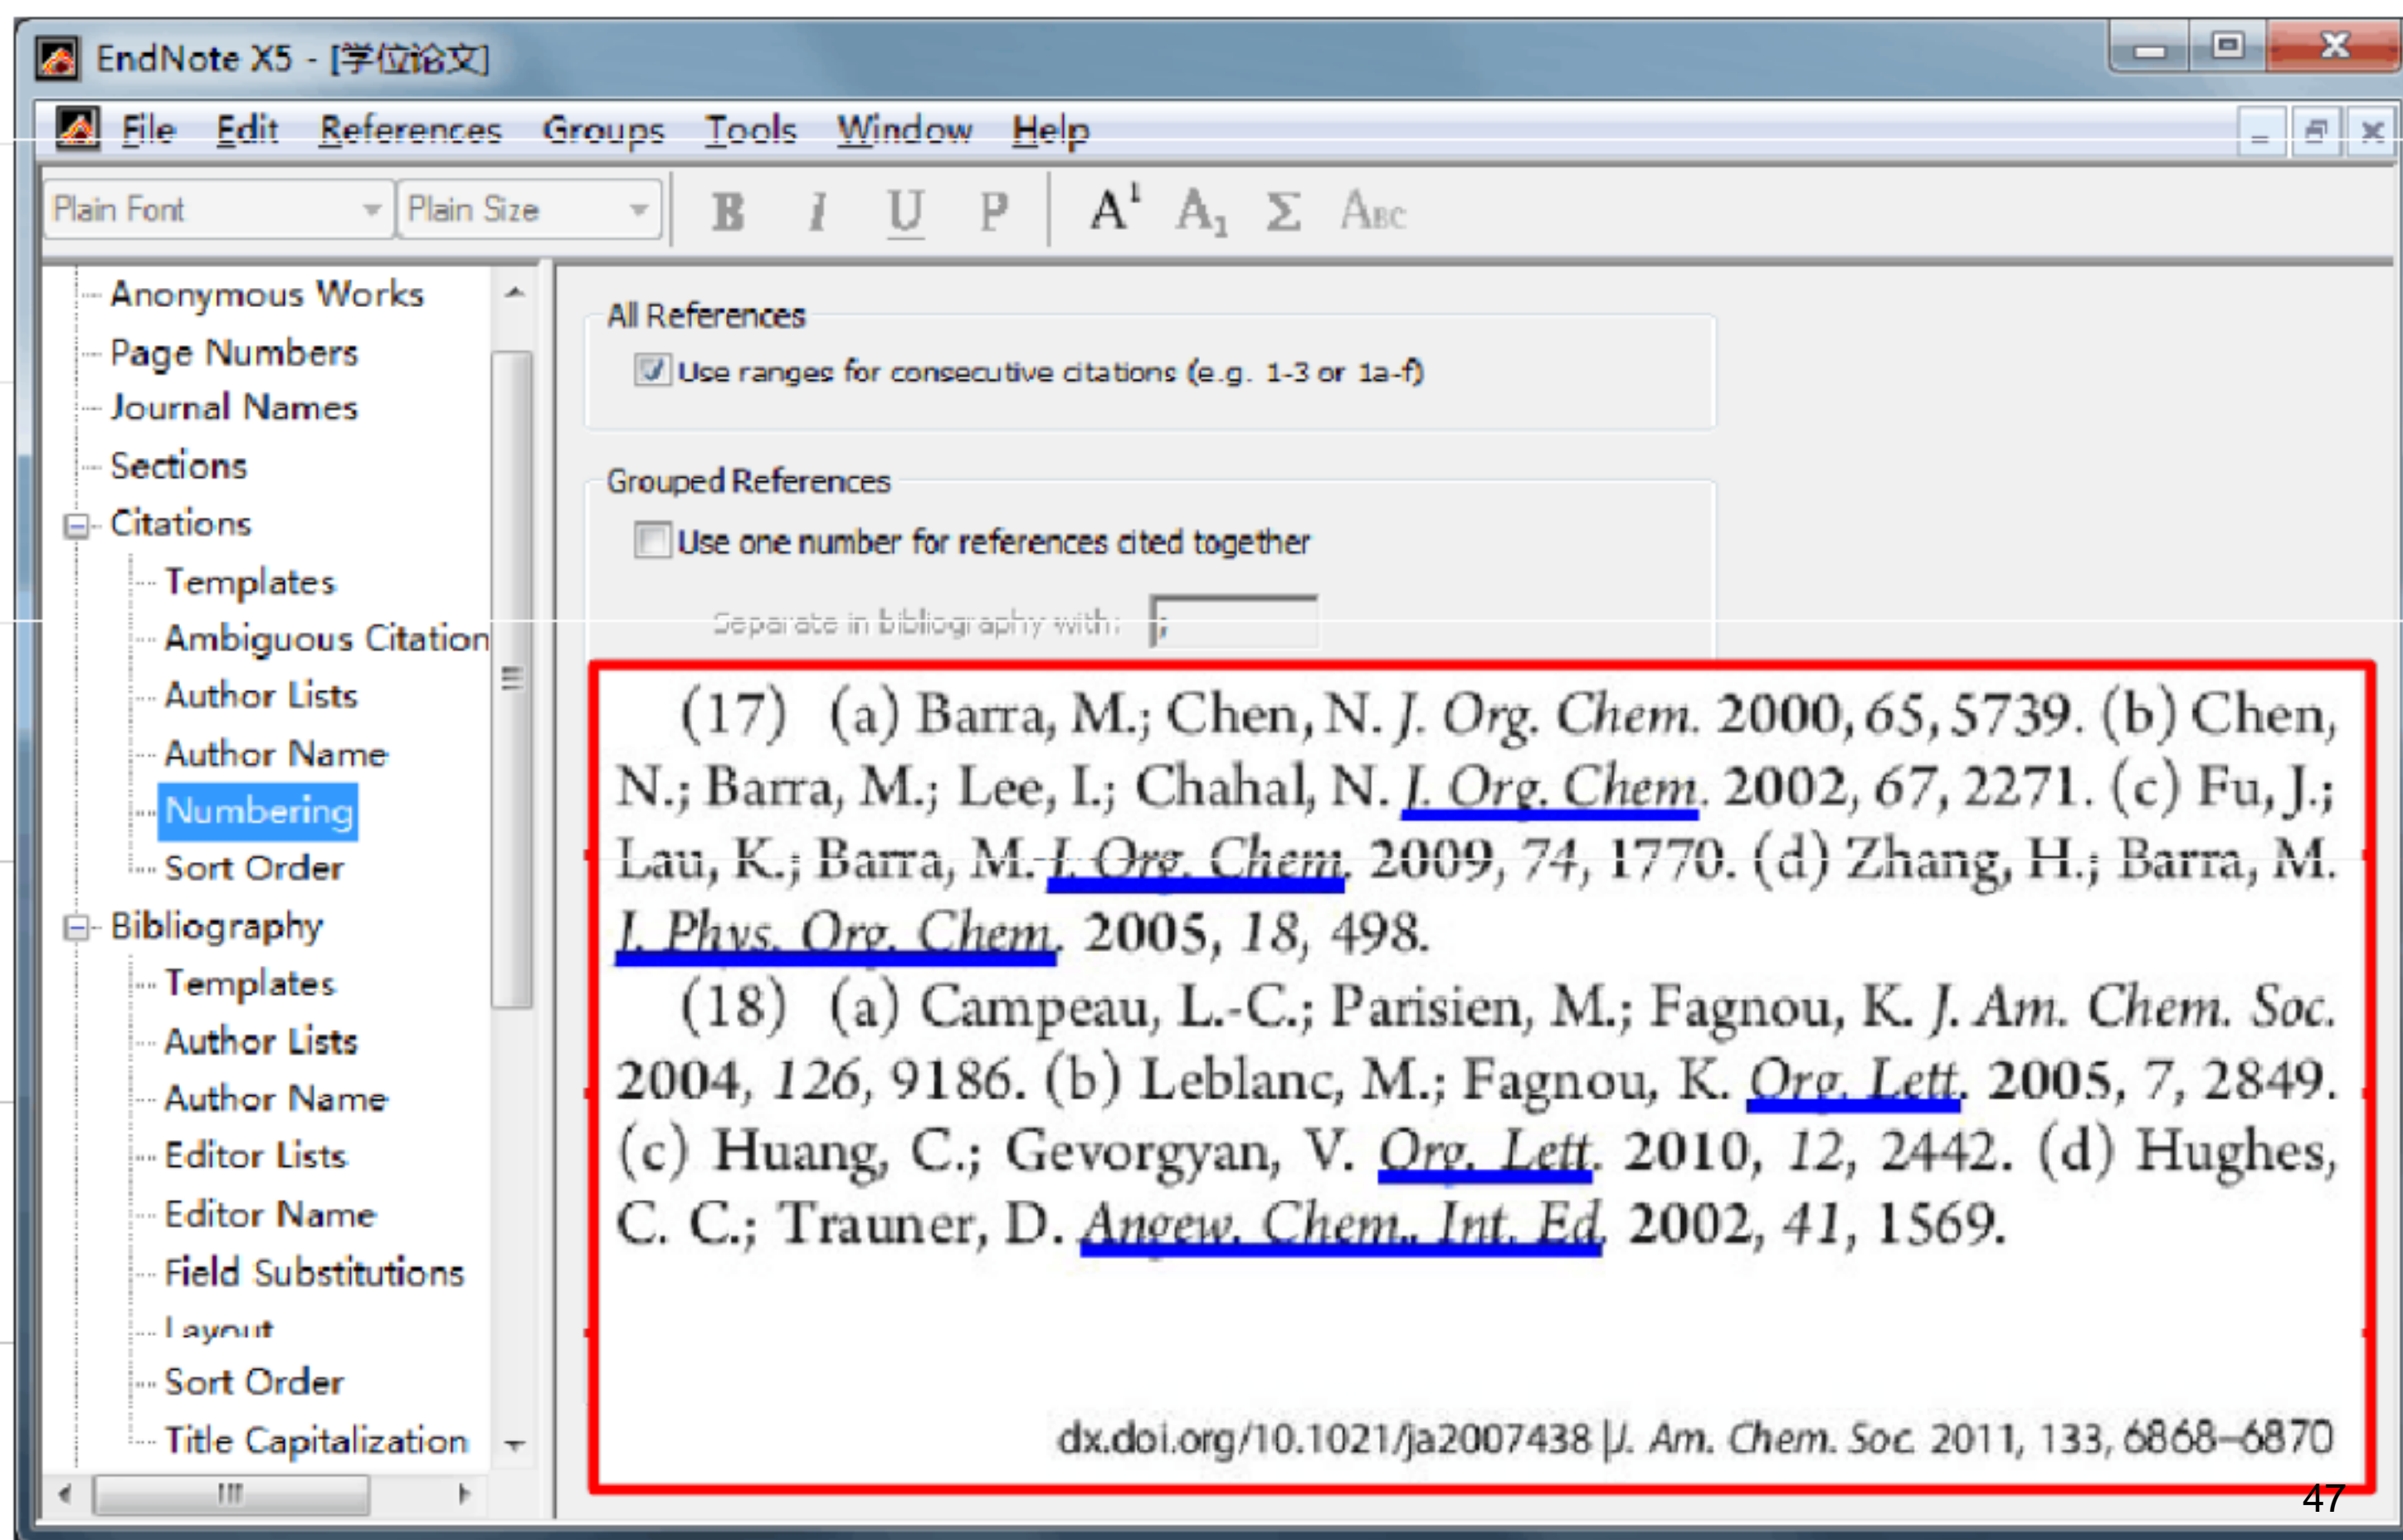 EndNote X5 - [学位论文]
File Edit References Groups Tools Window Help
Plain Font Plain Size B I U P A¹ A₁ Σ ABC
Anonymous Works
Page Numbers
Journal Names
Sections
Citations
Templates
Ambiguous Citation
Author Lists
Author Name
Numbering
Sort Order
Bibliography
Templates
Author Lists
Author Name
Editor Lists
Editor Name
Field Substitutions
Layout
Sort Order
Title Capitalization
All References
Use ranges for consecutive citations (e.g. 1-3 or 1a-f)
Grouped References
Use one number for references cited together
Separate in bibliography with: ;
(17) (a) Barra, M.; Chen, N. J. Org. Chem. 2000, 65, 5739. (b) Chen,
N.; Barra, M.; Lee, I.; Chahal, N. J. Org. Chem. 2002, 67, 2271. (c) Fu, J.;
Lau, K.; Barra, M. J. Org. Chem. 2009, 74, 1770. (d) Zhang, H.; Barra, M.
J. Phys. Org. Chem. 2005, 18, 498.
(18) (a) Campeau, L.-C.; Parisien, M.; Fagnou, K. J. Am. Chem. Soc.
2004, 126, 9186. (b) Leblanc, M.; Fagnou, K. Org. Lett. 2005, 7, 2849.
(c) Huang, C.; Gevorgyan, V. Org. Lett. 2010, 12, 2442. (d) Hughes,
C. C.; Trauner, D. Angew. Chem., Int. Ed. 2002, 41, 1569.
dx.doi.org/10.1021/ja2007438 |J. Am. Chem. Soc. 2011, 133, 6868–6870
47